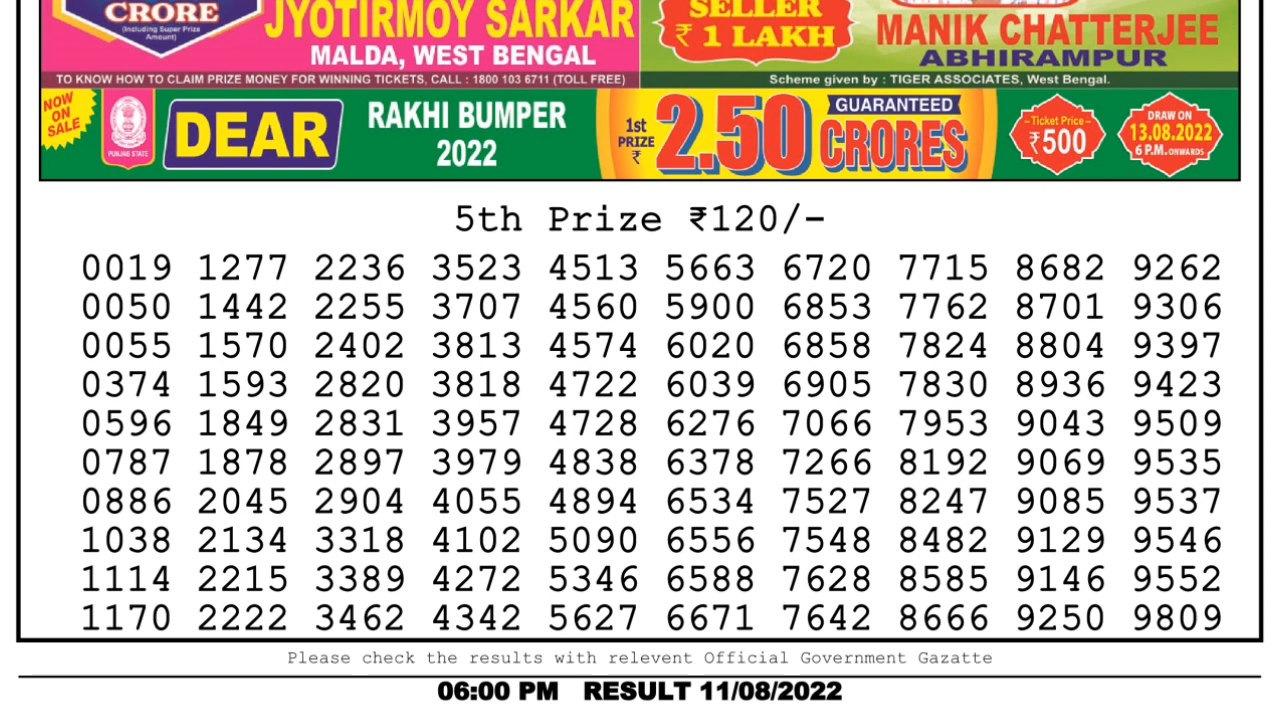 CRORE
(Including Super Prize
Amount)
JYOTIRMOY SARKAR
MALDA, WEST BENGAL
SELLER
₹ 1 LAKH
MANIK CHATTERJEE
ABHIRAMPUR
TO KNOW HOW TO CLAIM PRIZE MONEY FOR WINNING TICKETS, CALL : 1800 103 6711 (TOLL FREE)
Scheme given by : TIGER ASSOCIATES, West Bengal.
NOW
ON
SALE
PUNJAB STATE
DEAR
RAKHI BUMPER
2022
1st
PRIZE
₹
2.50
GUARANTEED
CRORES
Ticket Price
₹500
DRAW ON
13.08.2022
6 P.M. ONWARDS
5th Prize ₹120/-
0019 1277 2236 3523 4513 5663 6720 7715 8682 9262
0050 1442 2255 3707 4560 5900 6853 7762 8701 9306
0055 1570 2402 3813 4574 6020 6858 7824 8804 9397
0374 1593 2820 3818 4722 6039 6905 7830 8936 9423
0596 1849 2831 3957 4728 6276 7066 7953 9043 9509
0787 1878 2897 3979 4838 6378 7266 8192 9069 9535
0886 2045 2904 4055 4894 6534 7527 8247 9085 9537
1038 2134 3318 4102 5090 6556 7548 8482 9129 9546
1114 2215 3389 4272 5346 6588 7628 8585 9146 9552
1170 2222 3462 4342 5627 6671 7642 8666 9250 9809
Please check the results with relevent Official Government Gazatte
06:00 PM RESULT 11/08/2022